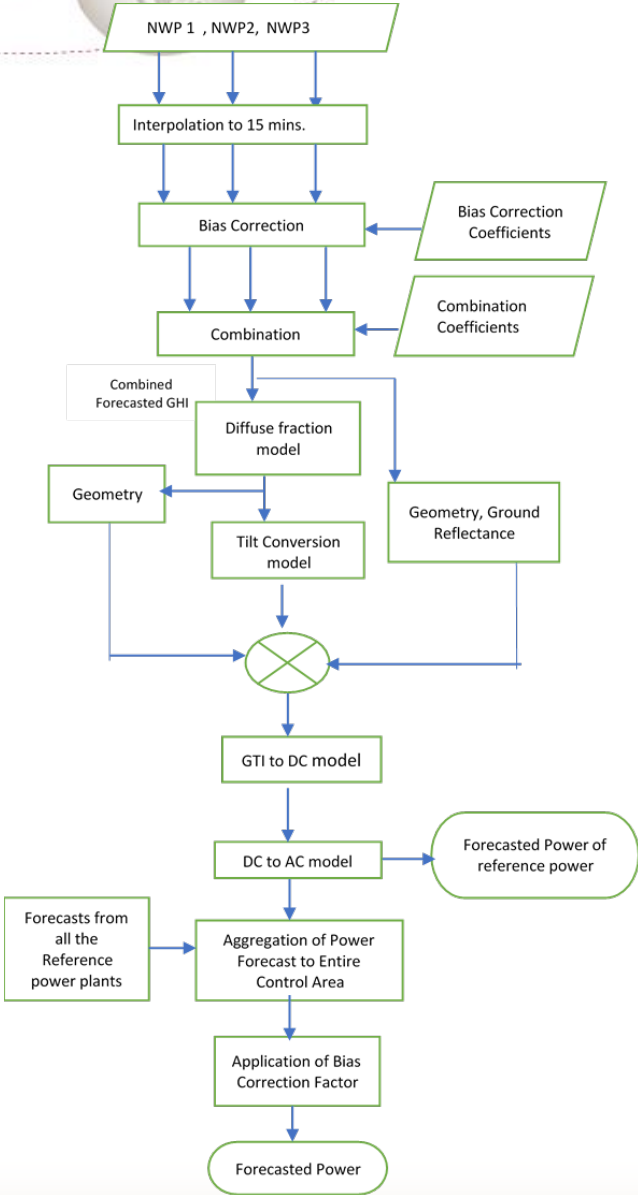 NWP 1 , NWP2, NWP3
Interpolation to 15 mins.
Bias Correction
Bias Correction
Coefficients
Combination
Coefficients
Combination
Combined
Forecasted GHI
Diffuse fraction
model
Geometry
Geometry, Ground
Reflectance
Tilt Conversion
model
GTI to DC model
DC to AC model
Forecasted Power of
reference power
Forecasts from
all the
Reference
power plants
Aggregation of Power
Forecast to Entire
Control Area
Application of Bias
Correction Factor
Forecasted Power